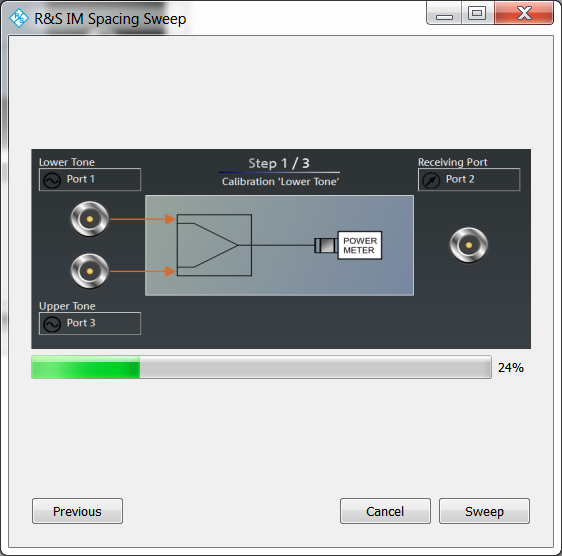 R&S IM Spacing Sweep
Lower Tone
Port 1
Step 1 / 3
Calibration 'Lower Tone'
Receiving Port
Port 2
POWER
METER
Upper Tone
Port 3
24%
Previous
Cancel
Sweep